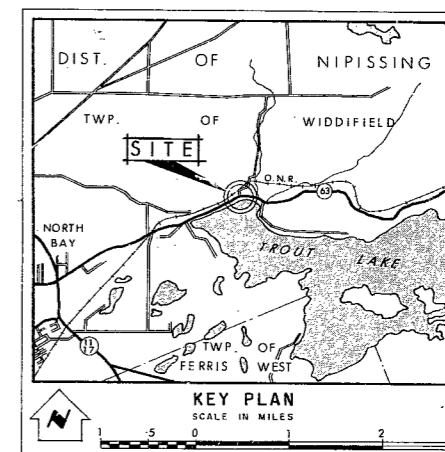 DIST. OF NIPISSING
TWP. OF WIDDIFIELD
SITE
O.N.R.
63
NORTH
BAY
TROUT LAKE
11
17
TWP. OF
FERRIS WEST
N
KEY PLAN
SCALE IN MILES
1 .5 0 1 2